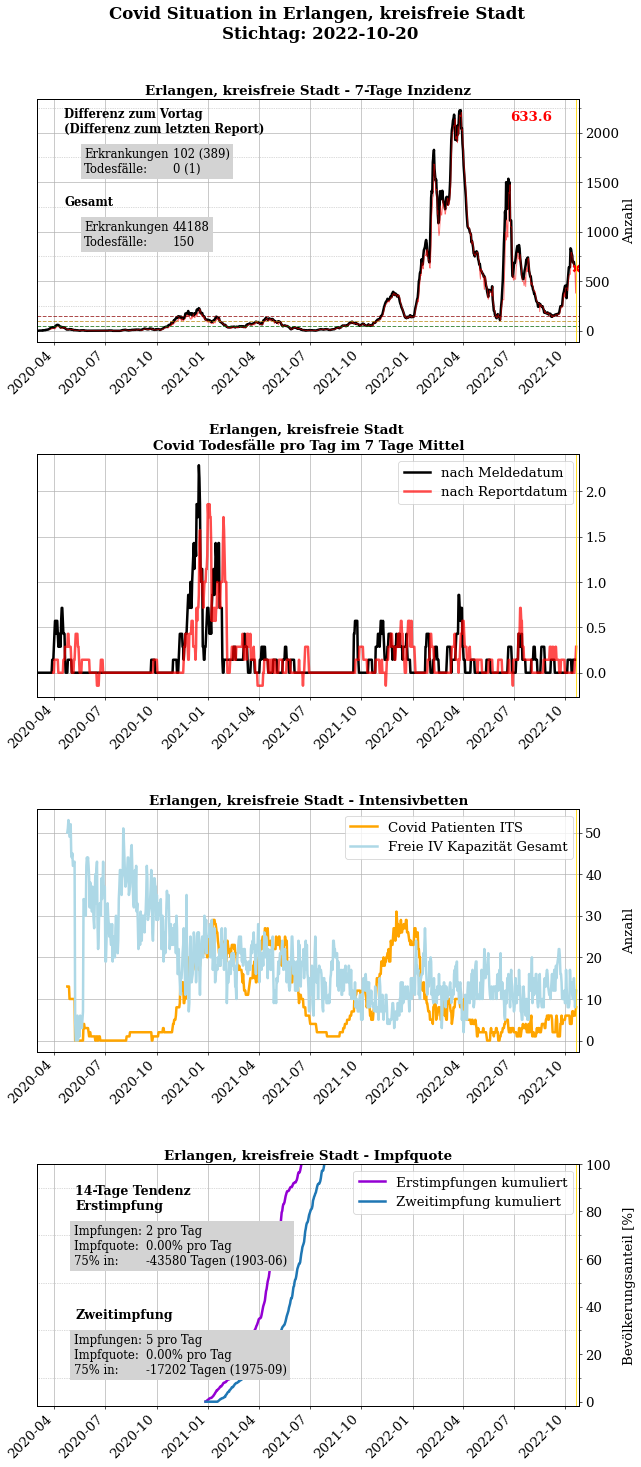 Covid Situation in Erlangen, kreisfreie Stadt
Stichtag: 2022-10-20
Erlangen, kreisfreie Stadt - 7-Tage Inzidenz
Differenz zum Vortag
(Differenz zum letzten Report)
Erkrankungen 102 (389)
Todesfälle: 0 (1)
Gesamt
Erkrankungen 44188
Todesfälle: 150
633.6
2000
1500
1000
500
0
Anzahl
2020-04
2020-07
2020-10
2021-01
2021-04
2021-07
2021-10
2022-01
2022-04
2022-07
2022-10
Erlangen, kreisfreie Stadt
Covid Todesfälle pro Tag im 7 Tage Mittel
nach Meldedatum
nach Reportdatum
2.0
1.5
1.0
0.5
0.0
2020-04
2020-07
2020-10
2021-01
2021-04
2021-07
2021-10
2022-01
2022-04
2022-07
2022-10
Erlangen, kreisfreie Stadt - Intensivbetten
Covid Patienten ITS
Freie IV Kapazität Gesamt
50
40
30
20
10
0
Anzahl
2020-04
2020-07
2020-10
2021-01
2021-04
2021-07
2021-10
2022-01
2022-04
2022-07
2022-10
Erlangen, kreisfreie Stadt - Impfquote
14-Tage Tendenz
Erstimpfung
Impfungen: 2 pro Tag
Impfquote: 0.00% pro Tag
75% in: -43580 Tagen (1903-06)
Zweitimpfung
Impfungen: 5 pro Tag
Impfquote: 0.00% pro Tag
75% in: -17202 Tagen (1975-09)
Erstimpfungen kumuliert
Zweitimpfung kumuliert
100
80
60
40
20
0
Bevölkerungsanteil [%]
2020-04
2020-07
2020-10
2021-01
2021-04
2021-07
2021-10
2022-01
2022-04
2022-07
2022-10